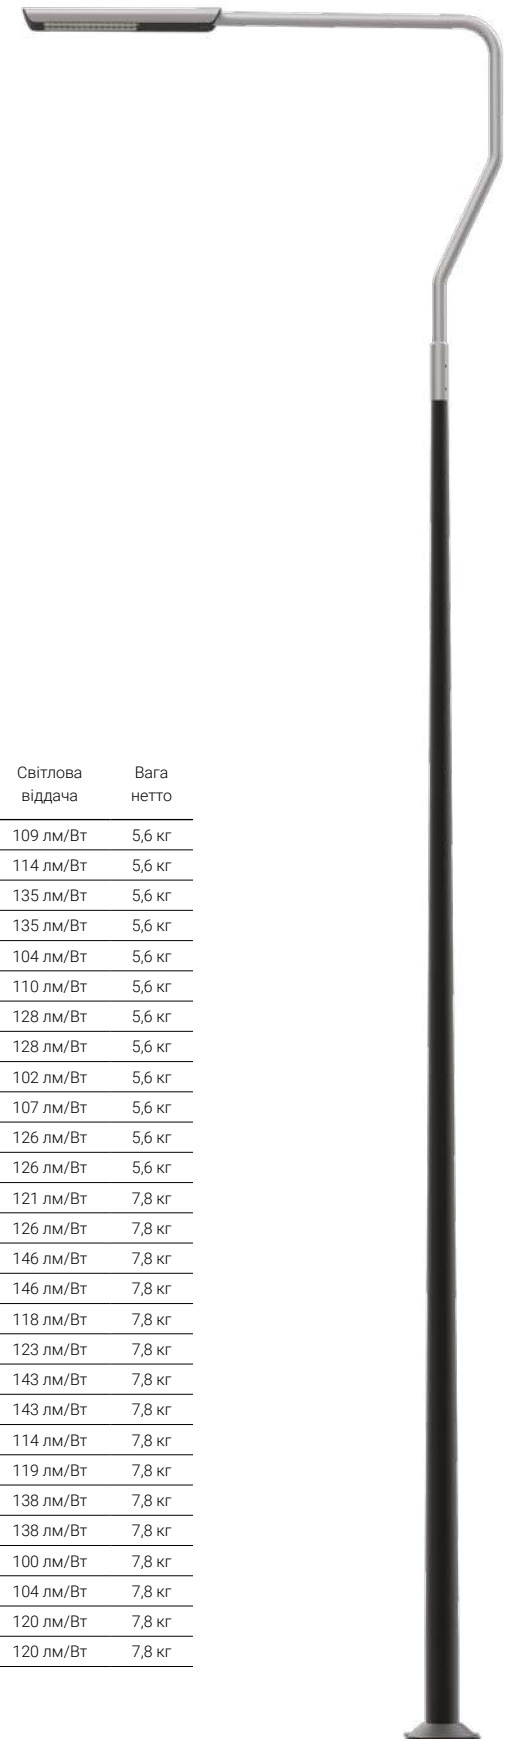 Світлова Вага
віддача нетто
109 лм/Вт 5,6 кг
114 лм/Вт 5,6 кг
135 лм/Вт 5,6 кг
135 лм/Вт 5,6 кг
104 лм/Вт 5,6 кг
110 лм/Вт 5,6 кг
128 лм/Вт 5,6 кг
128 лм/Вт 5,6 кг
102 лм/Вт 5,6 кг
107 лм/Вт 5,6 кг
126 лм/Вт 5,6 кг
126 лм/Вт 5,6 кг
121 лм/Вт 7,8 кг
126 лм/Вт 7,8 кг
146 лм/Вт 7,8 кг
146 лм/Вт 7,8 кг
118 лм/Вт 7,8 кг
123 лм/Вт 7,8 кг
143 лм/Вт 7,8 кг
143 лм/Вт 7,8 кг
114 лм/Вт 7,8 кг
119 лм/Вт 7,8 кг
138 лм/Вт 7,8 кг
138 лм/Вт 7,8 кг
100 лм/Вт 7,8 кг
104 лм/Вт 7,8 кг
120 лм/Вт 7,8 кг
120 лм/Вт 7,8 кг